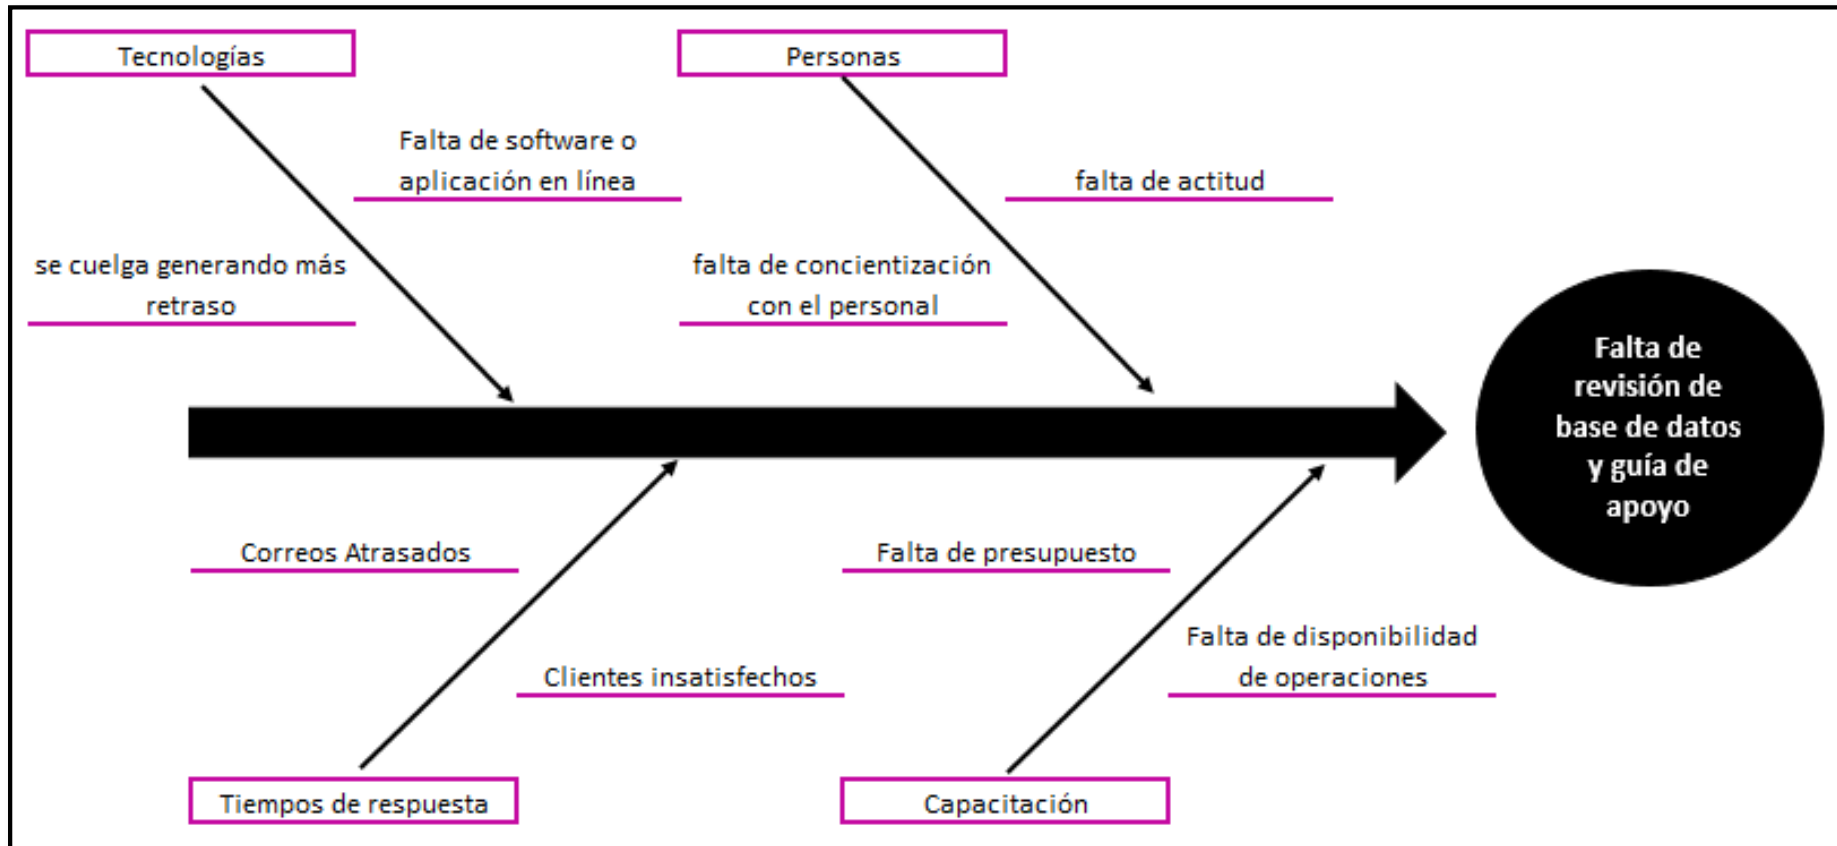 Tecnologías
Personas
Falta de software o
aplicación en línea
falta de actitud
se cuelga generando más
retraso
falta de concientización
con el personal
Falta de
revisión de
base de datos
y guía de
apoyo
Correos Atrasados
Falta de presupuesto
Clientes insatisfechos
Falta de disponibilidad
de operaciones
Tiempos de respuesta
Capacitación